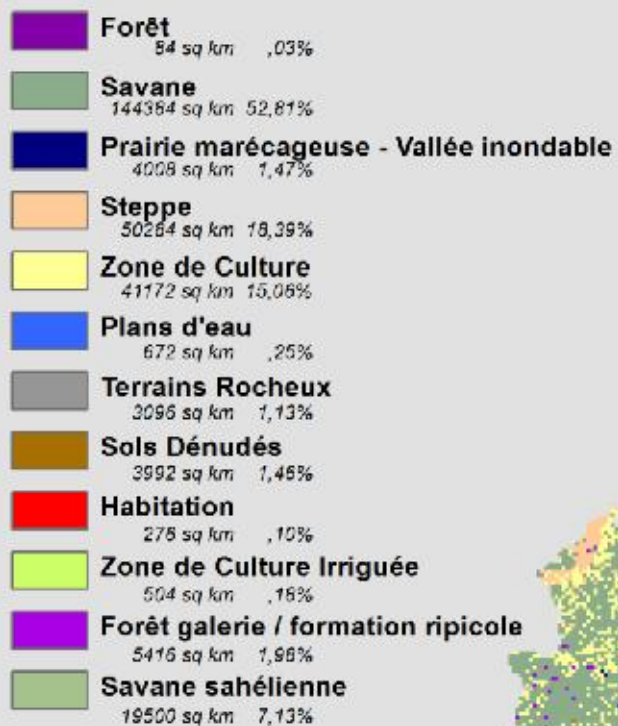 Forêt
84 sq km ,03%
Savane
144384 sq km 52,81%
Prairie marécageuse - Vallée inondable
4008 sq km 1,47%
Steppe
50284 sq km 18,39%
Zone de Culture
41172 sq km 15,06%
Plans d'eau
672 sq km ,25%
Terrains Rocheux
3096 sq km 1,13%
Sols Dénudés
3992 sq km 1,46%
Habitation
276 sq km ,10%
Zone de Culture Irriguée
504 sq km ,18%
Forêt galerie / formation ripicole
5416 sq km 1,98%
Savane sahélienne
19500 sq km 7,13%